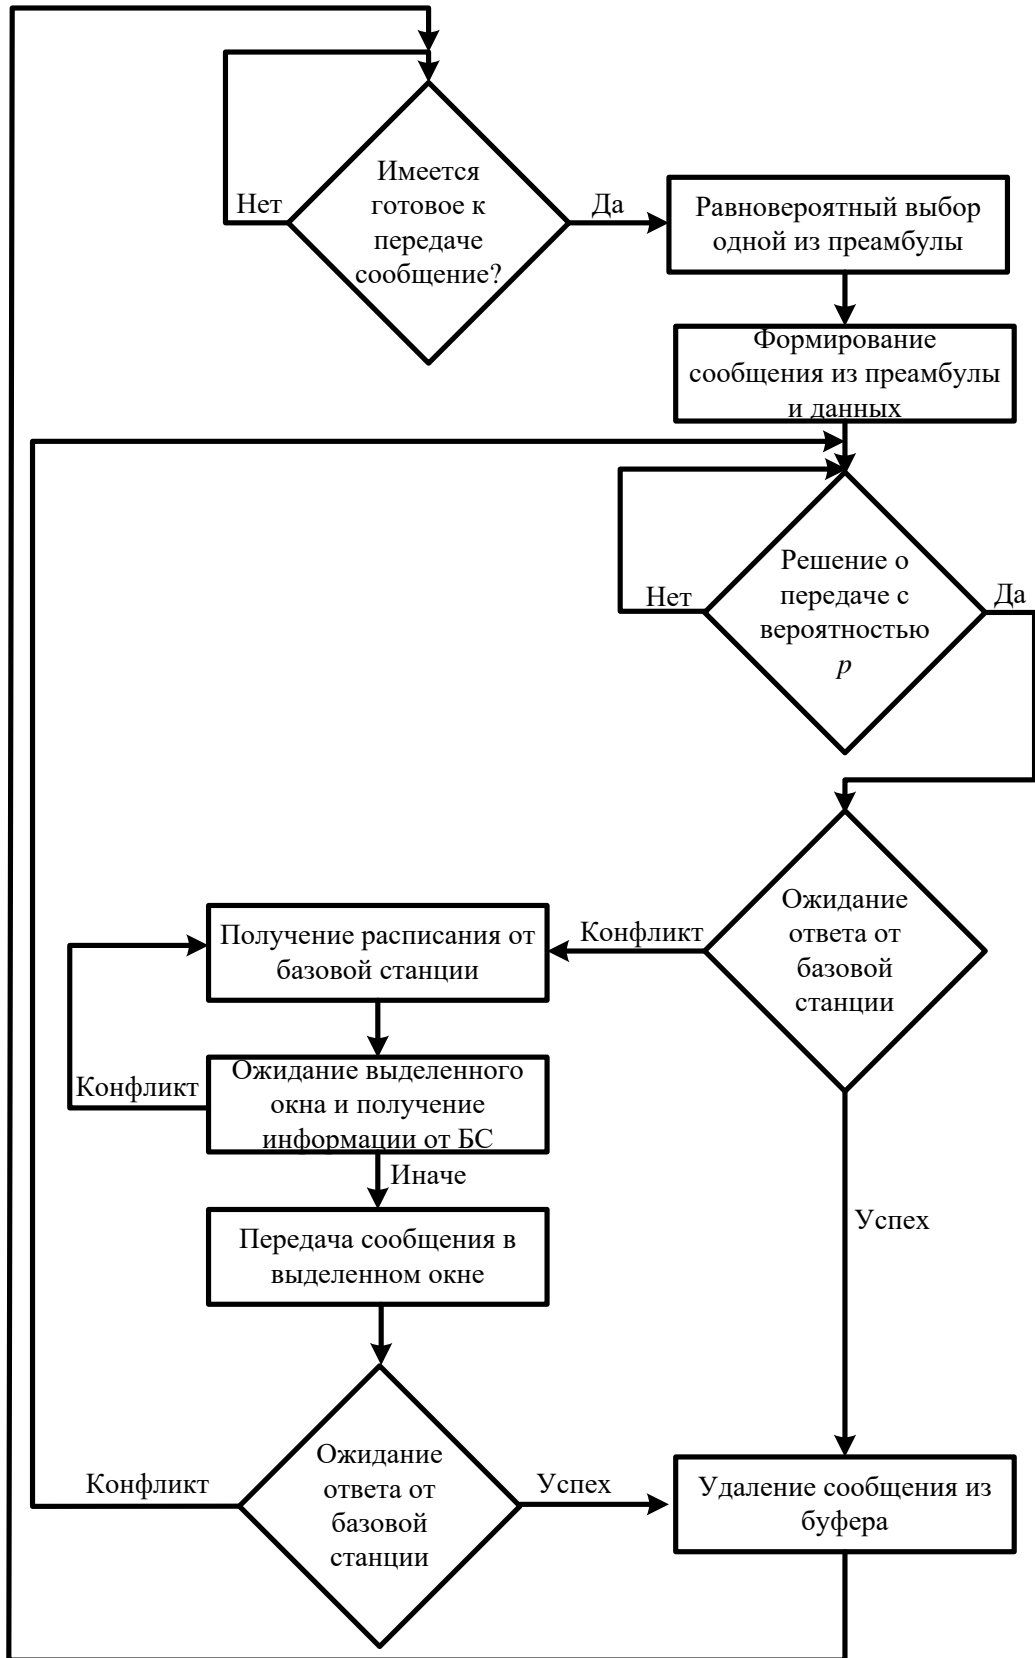 Имеется
готовое к
передаче
сообщение?
Нет
Да
Равновероятный выбор
одной из преамбулы
Формирование
сообщения из преамбулы
и данных
Решение о
передаче с
вероятностью
p
Нет
Да
Ожидание
ответа от
базовой
станции
Конфликт
Получение расписания от
базовой станции
Ожидание выделенного
окна и получение
информации от БС
Конфликт
Иначе
Передача сообщения в
выделенном окне
Успех
Ожидание
ответа от
базовой
станции
Конфликт
Успех
Удаление сообщения из
буфера